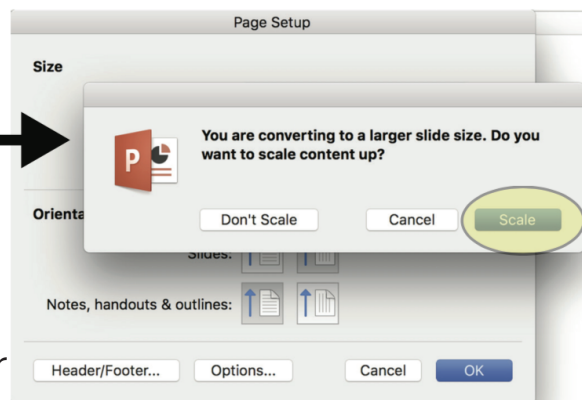 Page Setup
Size
You are converting to a larger slide size. Do you
want to scale content up?
P
Don't Scale Cancel Scale
Orienta
Slides:
Notes, handouts & outlines:
Header/Footer... Options... Cancel OK